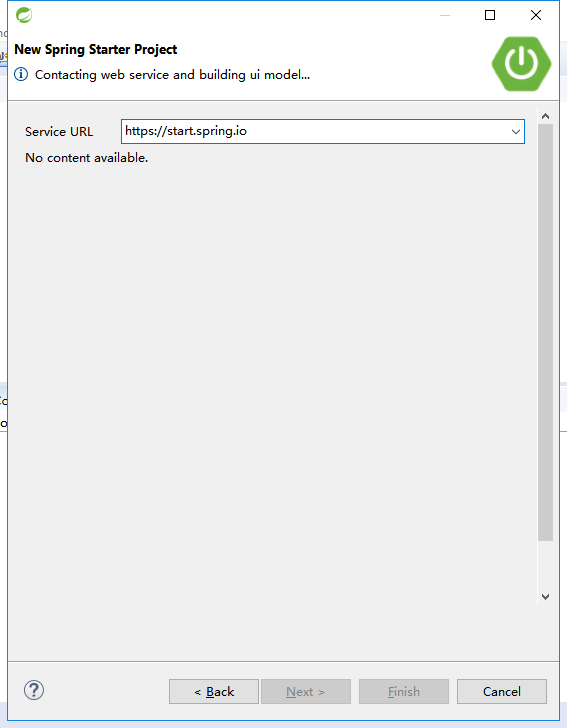 New Spring Starter Project
Contacting web service and building ui model...
Service URL
https://start.spring.io
No content available.
< Back
Next >
Finish
Cancel